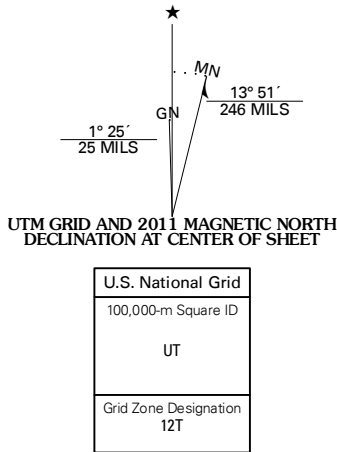 ★
MN
GN
13° 51´
246 MILS
1° 25´
25 MILS
UTM GRID AND 2011 MAGNETIC NORTH
DECLINATION AT CENTER OF SHEET
U.S. National Grid
100,000-m Square ID
UT
Grid Zone Designation
12T